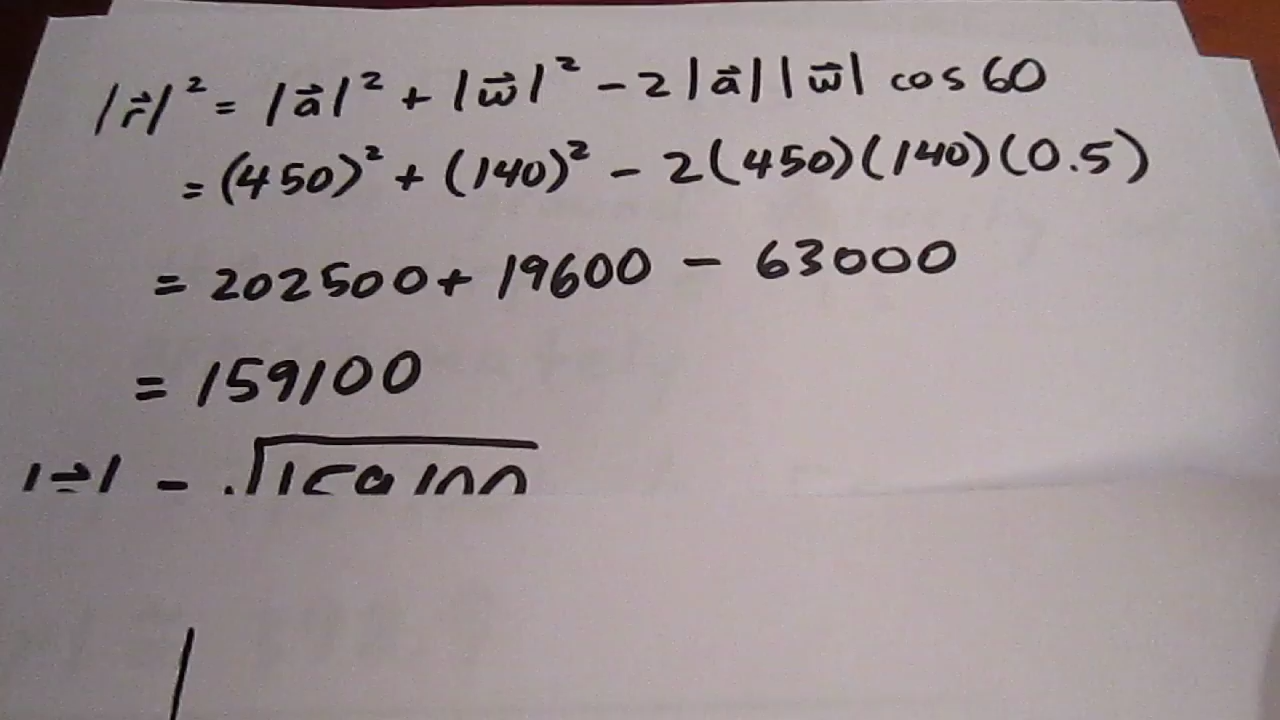 |r⃗|² = |a⃗|² + |w⃗|² - 2|a⃗||w⃗| cos 60
= (450)² + (140)² - 2(450)(140)(0.5)
= 202500 + 19600 - 63000
= 159100